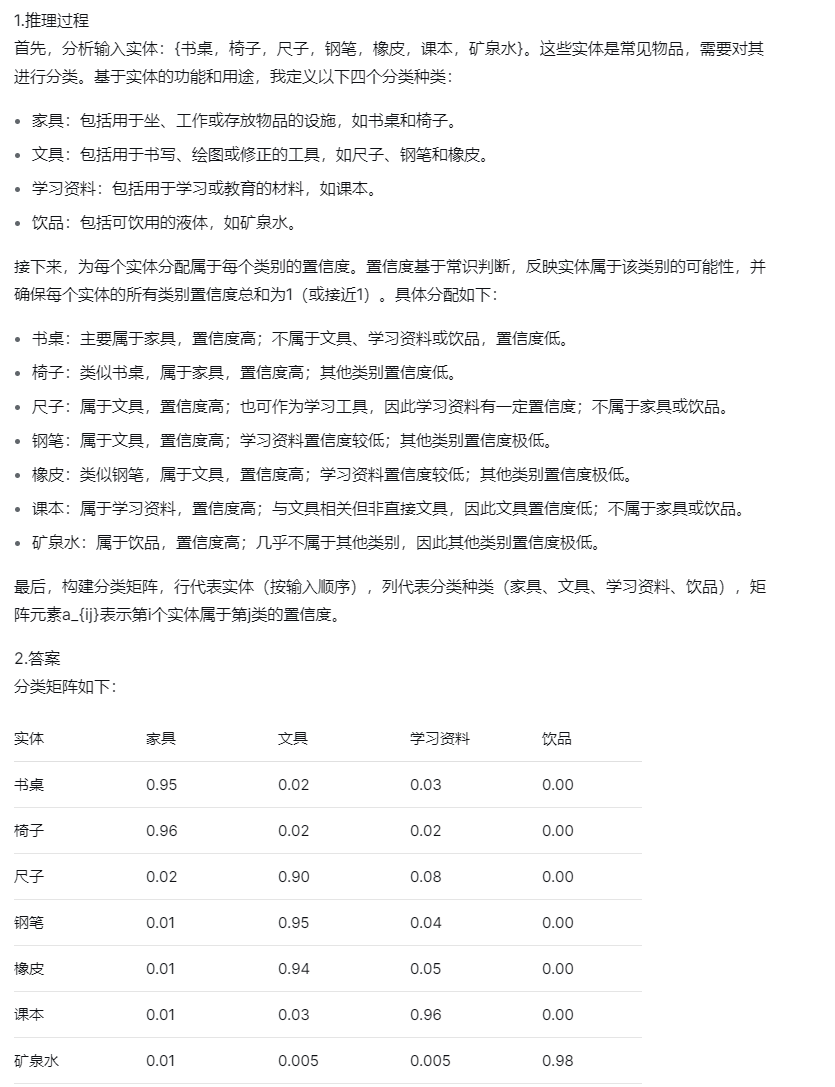 1.推理过程
首先，分析输入实体：{书桌，椅子，尺子，钢笔，橡皮，课本，矿泉水}。这些实体是常见物品，需要对其
进行分类。基于实体的功能和用途，我定义以下四个分类种类：
• 家具：包括用于坐、工作或存放物品的设施，如书桌和椅子。
• 文具：包括用于书写、绘图或修正的工具，如尺子、钢笔和橡皮。
• 学习资料：包括用于学习或教育的材料，如课本。
• 饮品：包括可饮用的液体，如矿泉水。
接下来，为每个实体分配属于每个类别的置信度。置信度基于常识判断，反映实体属于该类别的可能性，并
确保每个实体的所有类别置信度总和为1（或接近1）。具体分配如下：
• 书桌：主要属于家具，置信度高；不属于文具、学习资料或饮品，置信度低。
• 椅子：类似书桌，属于家具，置信度高；其他类别置信度低。
• 尺子：属于文具，置信度高；也可作为学习工具，因此学习资料有一定置信度；不属于家具或饮品。
• 钢笔：属于文具，置信度高；学习资料置信度较低；其他类别置信度极低。
• 橡皮：类似钢笔，属于文具，置信度高；学习资料置信度较低；其他类别置信度极低。
• 课本：属于学习资料，置信度高；与文具相关但非直接文具，因此文具置信度低；不属于家具或饮品。
• 矿泉水：属于饮品，置信度高；几乎不属于其他类别，因此其他类别置信度极低。
最后，构建分类矩阵，行代表实体（按输入顺序），列代表分类种类（家具、文具、学习资料、饮品），矩
阵元素a_{ij}表示第i个实体属于第j类的置信度。
2.答案
分类矩阵如下：
实体 家具 文具 学习资料 饮品
书桌 0.95 0.02 0.03 0.00
椅子 0.96 0.02 0.02 0.00
尺子 0.02 0.90 0.08 0.00
钢笔 0.01 0.95 0.04 0.00
橡皮 0.01 0.94 0.05 0.00
课本 0.01 0.03 0.96 0.00
矿泉水 0.01 0.005 0.005 0.98